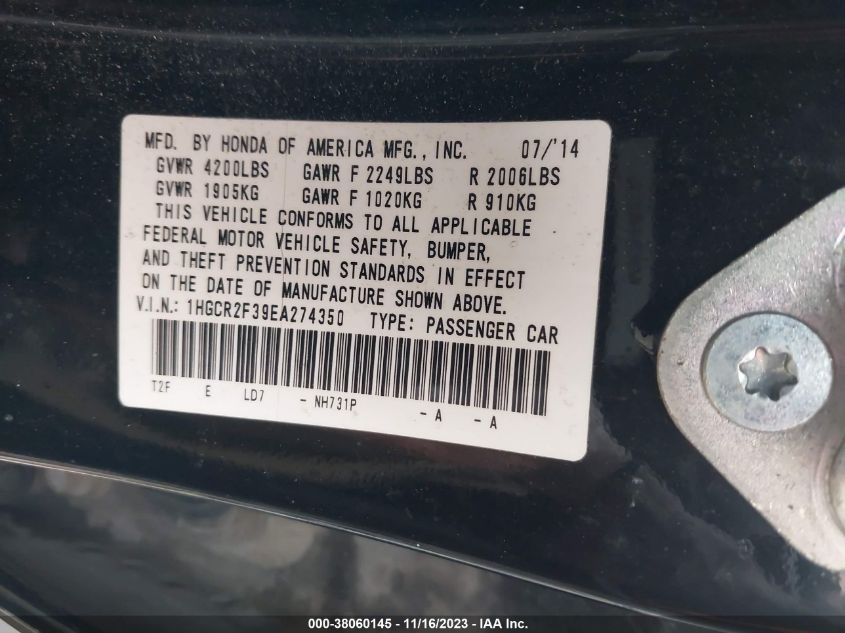 MFD. BY HONDA OF AMERICA MFG., INC. 07/'14
GVWR 4200LBS GAWR F 2249LBS R 2006LBS
GVWR 1905KG GAWR F 1020KG R 910KG
THIS VEHICLE CONFORMS TO ALL APPLICABLE
FEDERAL MOTOR VEHICLE SAFETY, BUMPER,
AND THEFT PREVENTION STANDARDS IN EFFECT
ON THE DATE OF MANUFACTURE SHOWN ABOVE.
V.I.N.: 1HGCR2F39EA274350 TYPE: PASSENGER CAR
T2F E LD7 - NH731P - A - A
000-38060145 - 11/16/2023 - IAA Inc.